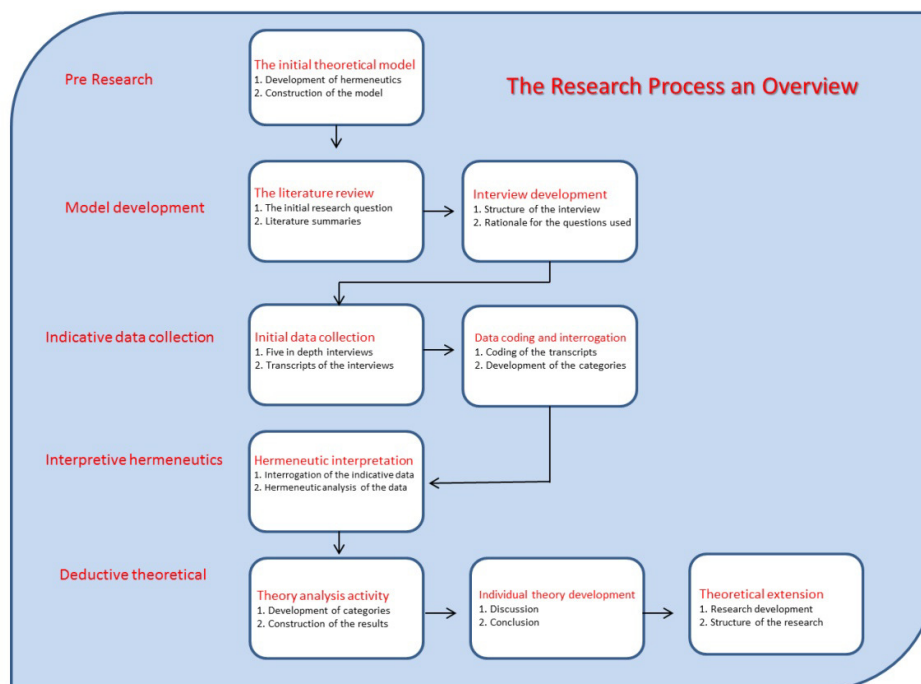 The Research Process an Overview
Pre Research
The initial theoretical model
1. Development of hermeneutics
2. Construction of the model
Model development
The literature review
1. The initial research question
2. Literature summaries
Interview development
1. Structure of the interview
2. Rationale for the questions used
Indicative data collection
Initial data collection
1. Five in depth interviews
2. Transcripts of the interviews
Data coding and interrogation
1. Coding of the transcripts
2. Development of the categories
Interpretive hermeneutics
Hermeneutic interpretation
1. Interrogation of the indicative data
2. Hermeneutic analysis of the data
Deductive theoretical
Theory analysis activity
1. Development of categories
2. Construction of the results
Individual theory development
1. Discussion
2. Conclusion
Theoretical extension
1. Research development
2. Structure of the research